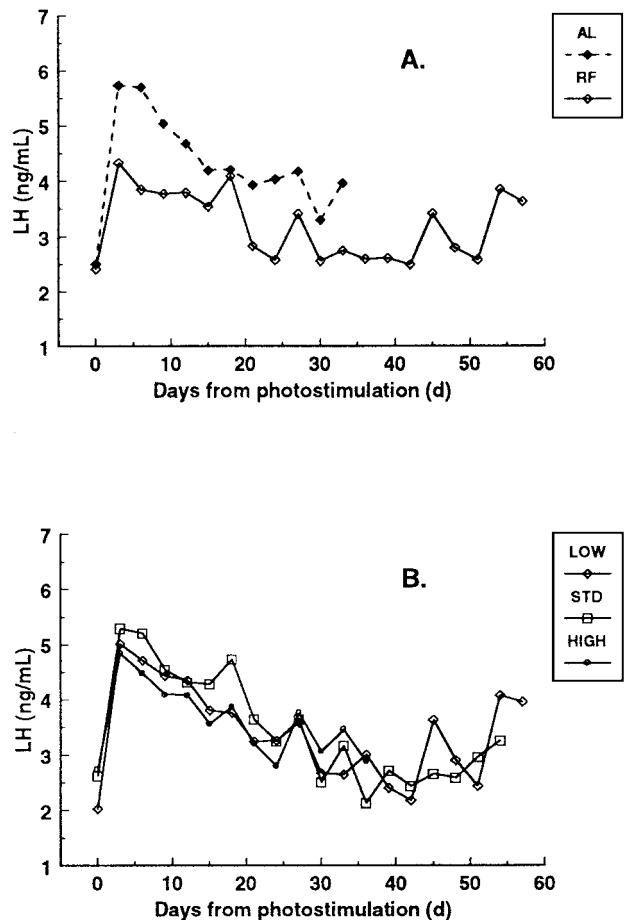 7
6
5
4
3
2
1
LH (ng/mL)
A.
AL
RF
0 10 20 30 40 50 60
Days from photostimulation (d)
7
6
5
4
3
2
1
LH (ng/mL)
B.
LOW
STD
HIGH
0 10 20 30 40 50 60
Days from photostimulation (d)